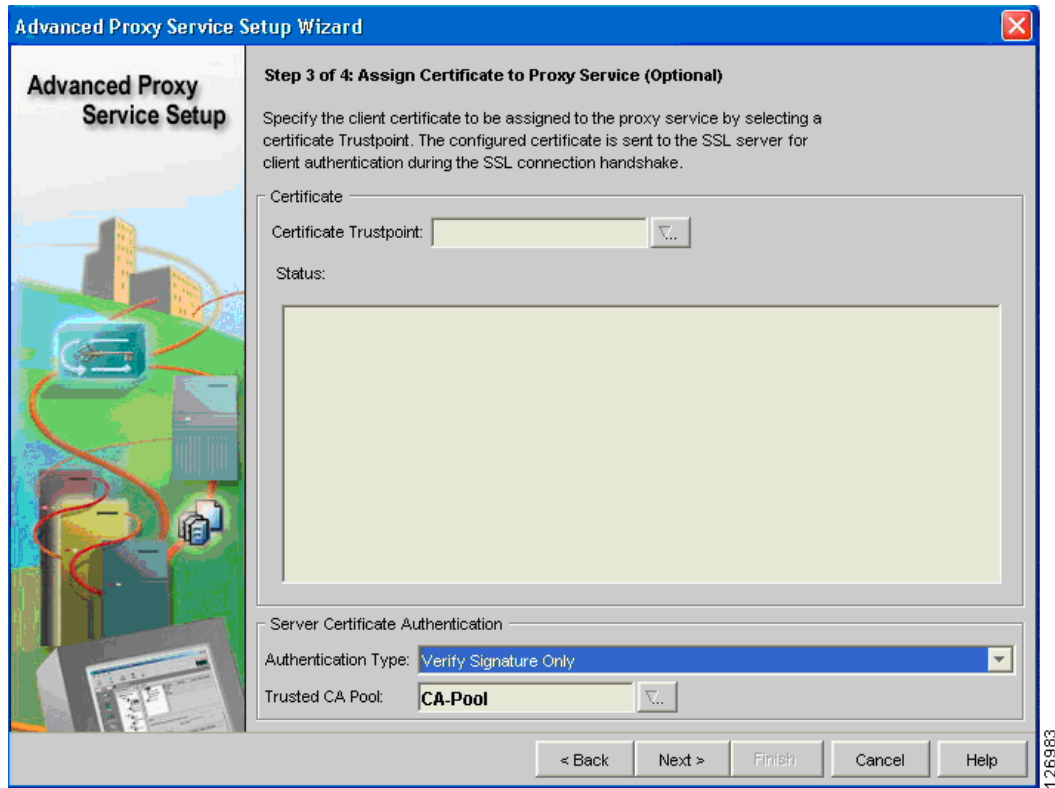 Advanced Proxy Service Setup Wizard
Advanced Proxy
Service Setup
Step 3 of 4: Assign Certificate to Proxy Service (Optional)
Specify the client certificate to be assigned to the proxy service by selecting a
certificate Trustpoint. The configured certificate is sent to the SSL server for
client authentication during the SSL connection handshake.
Certificate
Certificate Trustpoint:
Status:
Server Certificate Authentication
Authentication Type: Verify Signature Only
Trusted CA Pool: CA-Pool
< Back Next > Finish Cancel Help
126983